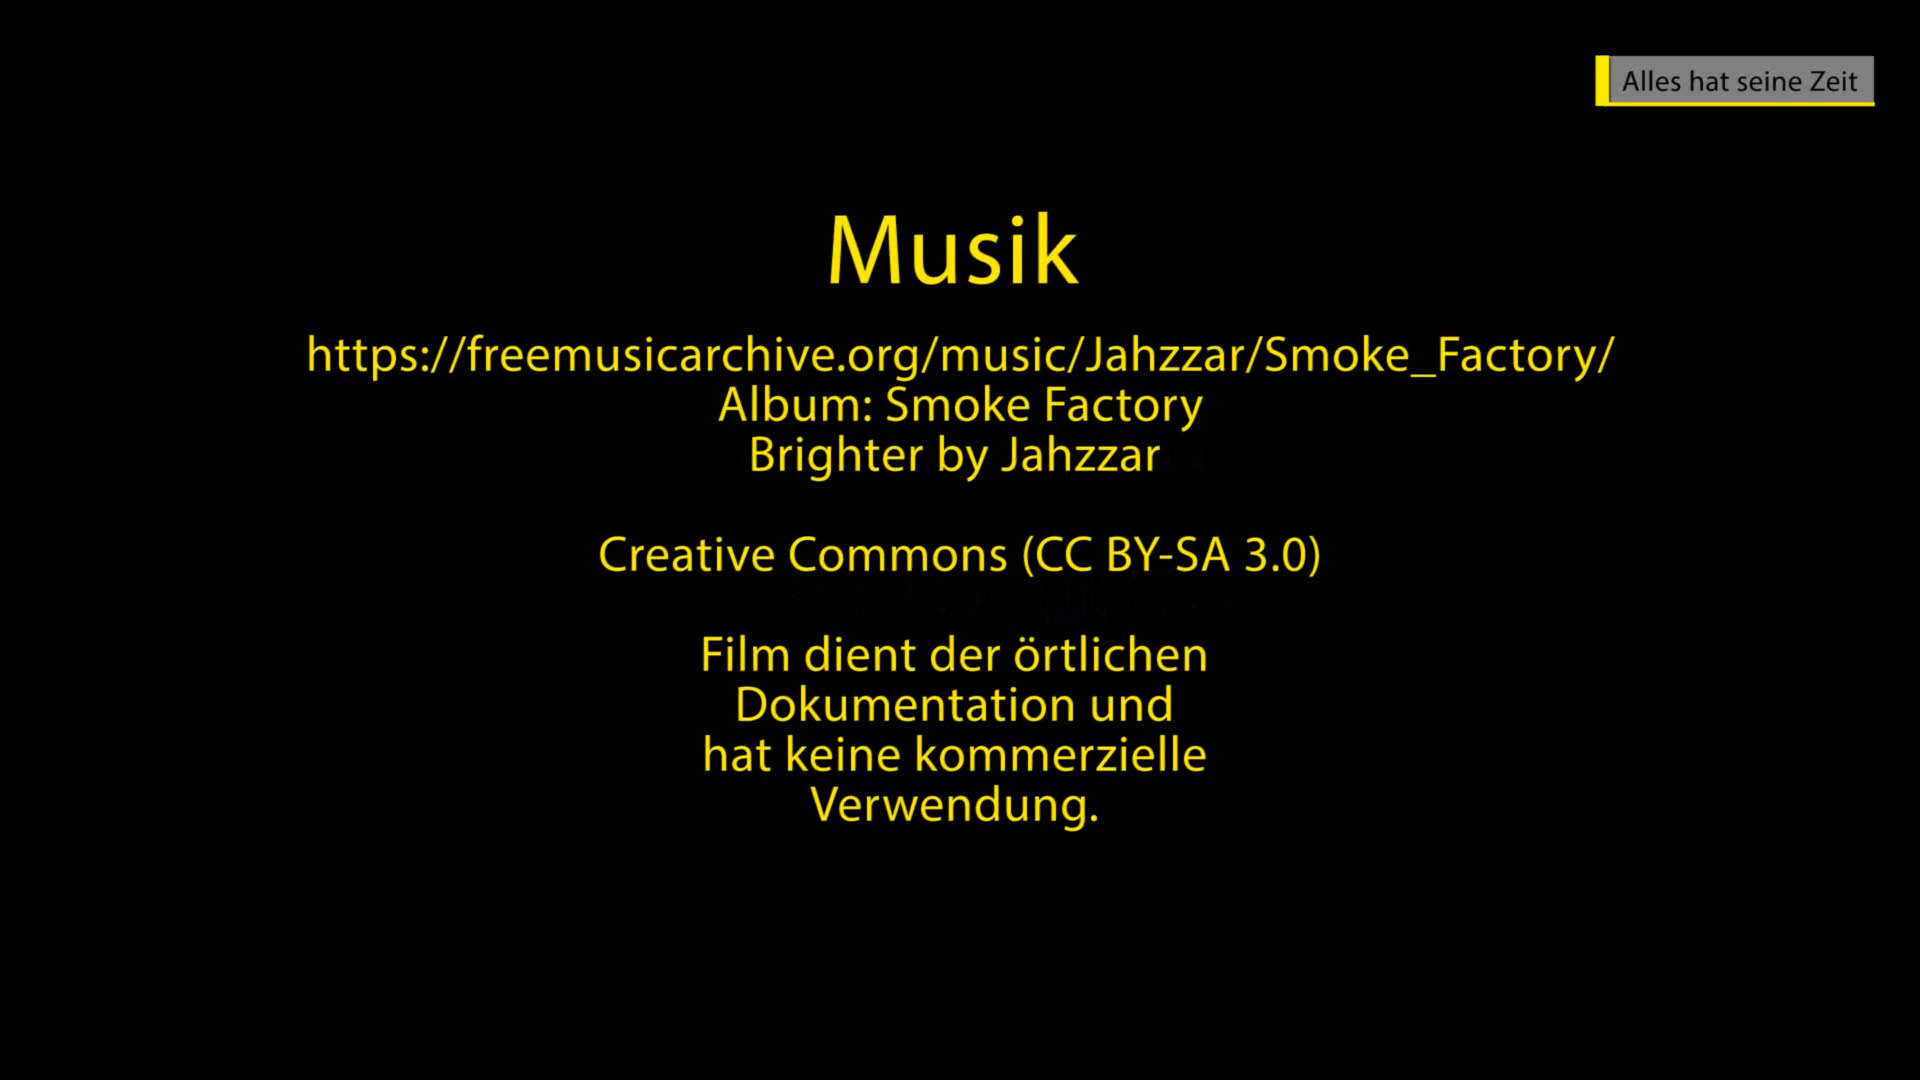 Alles hat seine Zeit
Musik
https://freemusicarchive.org/music/Jahzzar/Smoke_Factory/
Album: Smoke Factory
Brighter by Jahzzar
Creative Commons (CC BY-SA 3.0)
Film dient der örtlichen
Dokumentation und
hat keine kommerzielle
Verwendung.